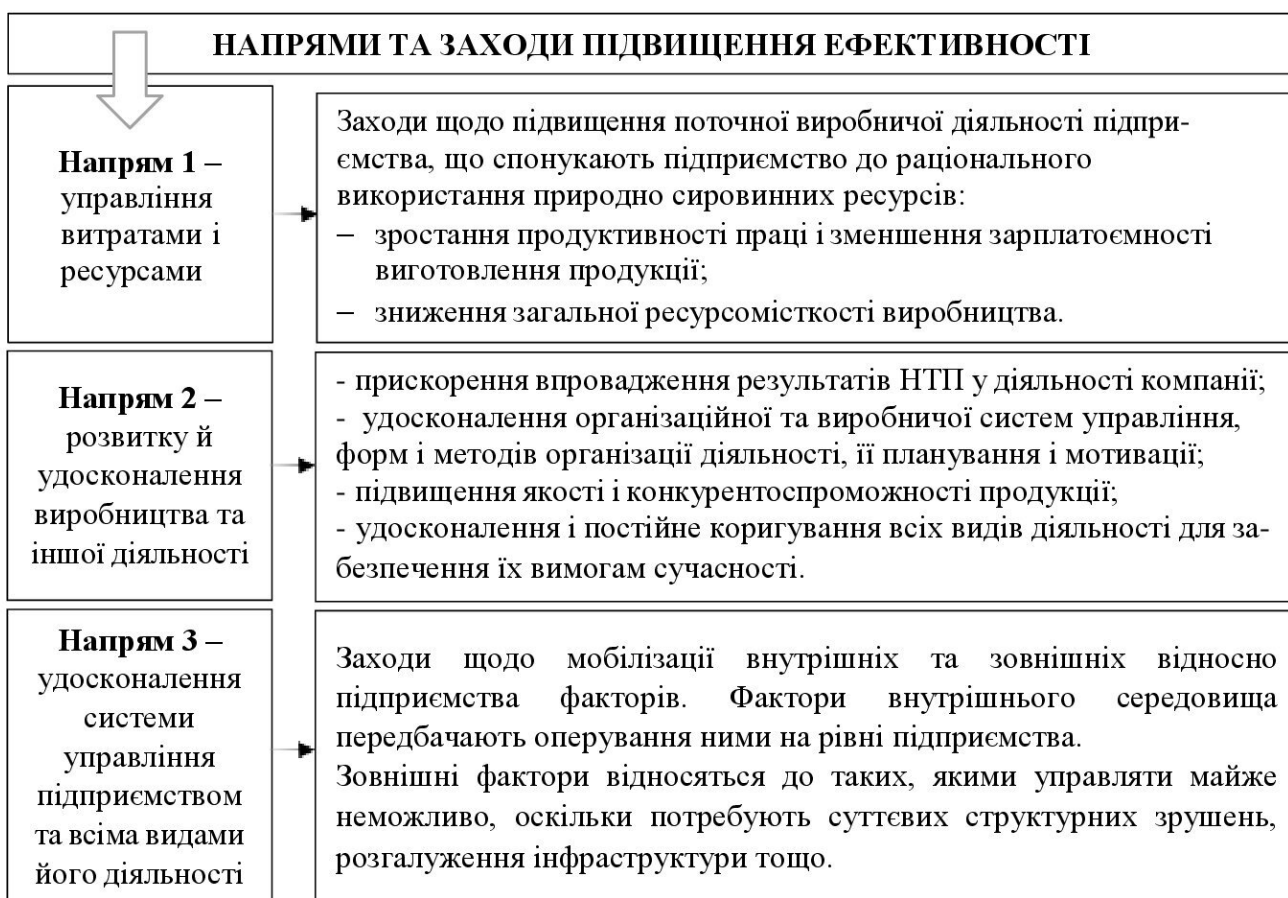 НАПРЯМИ ТА ЗАХОДИ ПІДВИЩЕННЯ ЕФЕКТИВНОСТІ
Напрям 1 –
управління
витратами і
ресурсами
Заходи щодо підвищення поточної виробничої діяльності підпри-
ємства, що спонукають підприємство до раціонального
використання природно сировинних ресурсів:
– зростання продуктивності праці і зменшення зарплатоємності
виготовлення продукції;
– зниження загальної ресурсомісткості виробництва.
Напрям 2 –
розвитку й
удосконалення
виробництва та
іншої діяльності
- прискорення впровадження результатів НТП у діяльності компанії;
- удосконалення організаційної та виробничої систем управління,
форм і методів організації діяльності, її планування і мотивації;
- підвищення якості і конкурентоспроможності продукції;
- удосконалення і постійне коригування всіх видів діяльності для за-
безпечення їх вимогам сучасності.
Напрям 3 –
удосконалення
системи
управління
підприємством
та всіма видами
його діяльності
Заходи щодо мобілізації внутрішніх та зовнішніх відносно
підприємства факторів. Фактори внутрішнього середовища
передбачають оперування ними на рівні підприємства.
Зовнішні фактори відносяться до таких, якими управляти майже
неможливо, оскільки потребують суттєвих структурних зрушень,
розгалуження інфраструктури тощо.